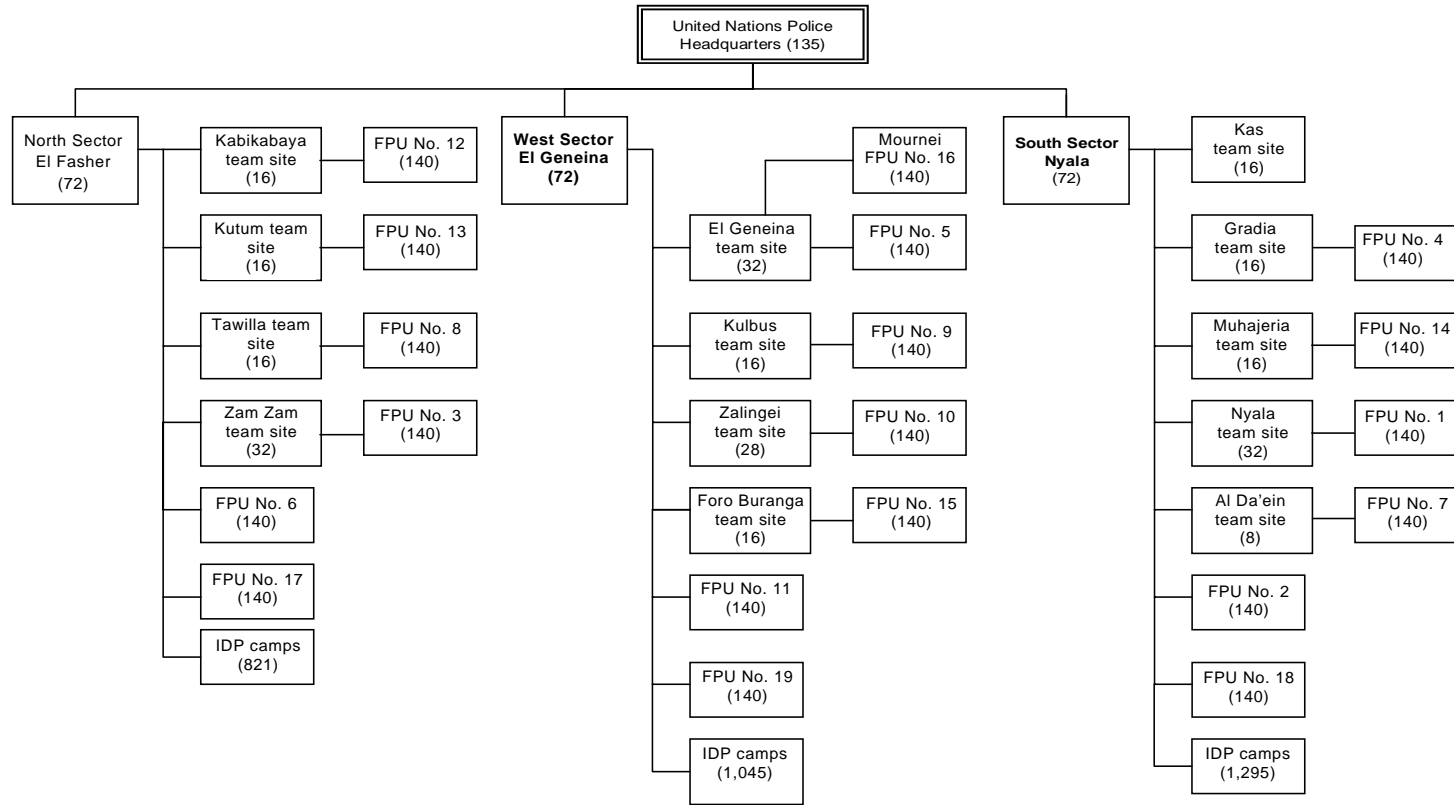 United Nations Police
Headquarters (135)
North Sector
El Fasher
(72)
Kabikabaya
team site
(16)
FPU No. 12
(140)
Kutum team
site
(16)
FPU No. 13
(140)
Tawilla team
site
(16)
FPU No. 8
(140)
Zam Zam
team site
(32)
FPU No. 3
(140)
FPU No. 6
(140)
FPU No. 17
(140)
IDP camps
(821)
West Sector
El Geneina
(72)
Mournei
FPU No. 16
(140)
El Geneina
team site
(32)
FPU No. 5
(140)
Kulbus
team site
(16)
FPU No. 9
(140)
Zalingei
team site
(28)
FPU No. 10
(140)
Foro Buranga
team site
(16)
FPU No. 15
(140)
FPU No. 11
(140)
FPU No. 19
(140)
IDP camps
(1,045)
South Sector
Nyala
(72)
Kas
team site
(16)
Gradia
team site
(16)
FPU No. 4
(140)
Muhajeria
team site
(16)
FPU No. 14
(140)
Nyala
team site
(32)
FPU No. 1
(140)
Al Da'ein
team site
(8)
FPU No. 7
(140)
FPU No. 2
(140)
FPU No. 18
(140)
IDP camps
(1,295)